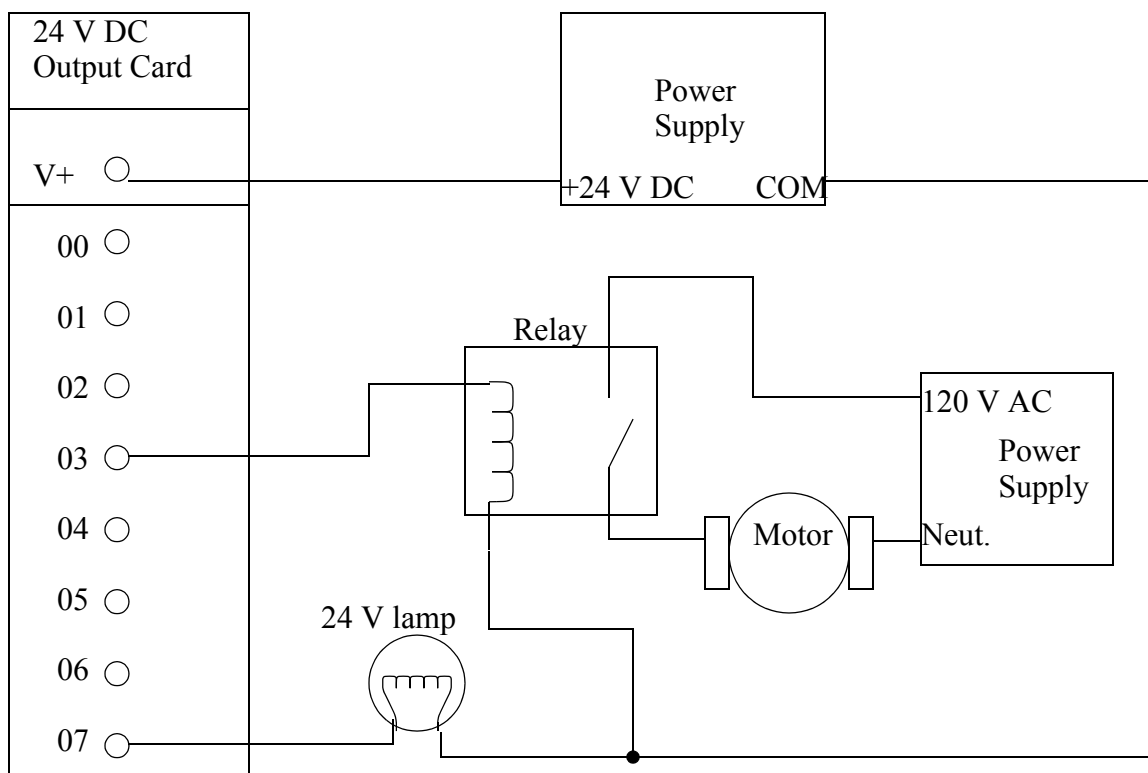 24 V DC
Output Card
Power
Supply
V+
+24 V DC
COM
00
01
Relay
02
120 V AC
03
Power
Supply
04
Motor
Neut.
05
24 V lamp
06
07